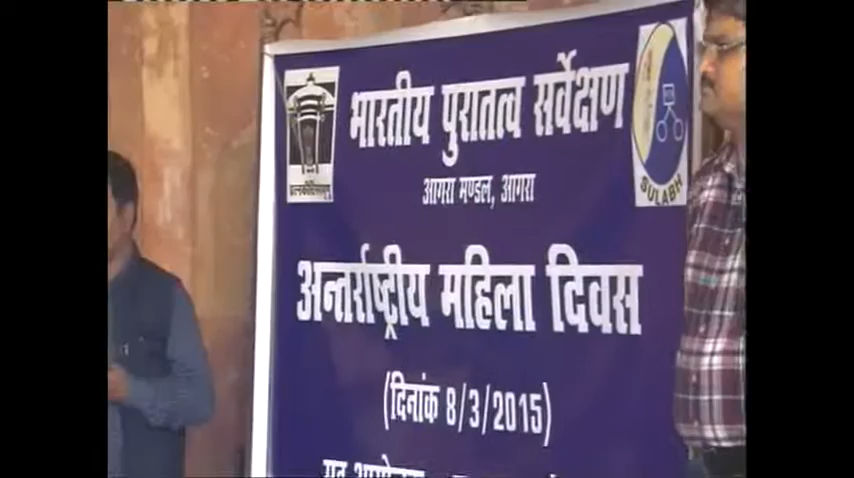 भारतीय पुरातत्व सर्वेक्षण
आगरा मण्डल, आगरा
SULABH
अन्तर्राष्ट्रीय महिला दिवस
(दिनांक 8/3/2015)